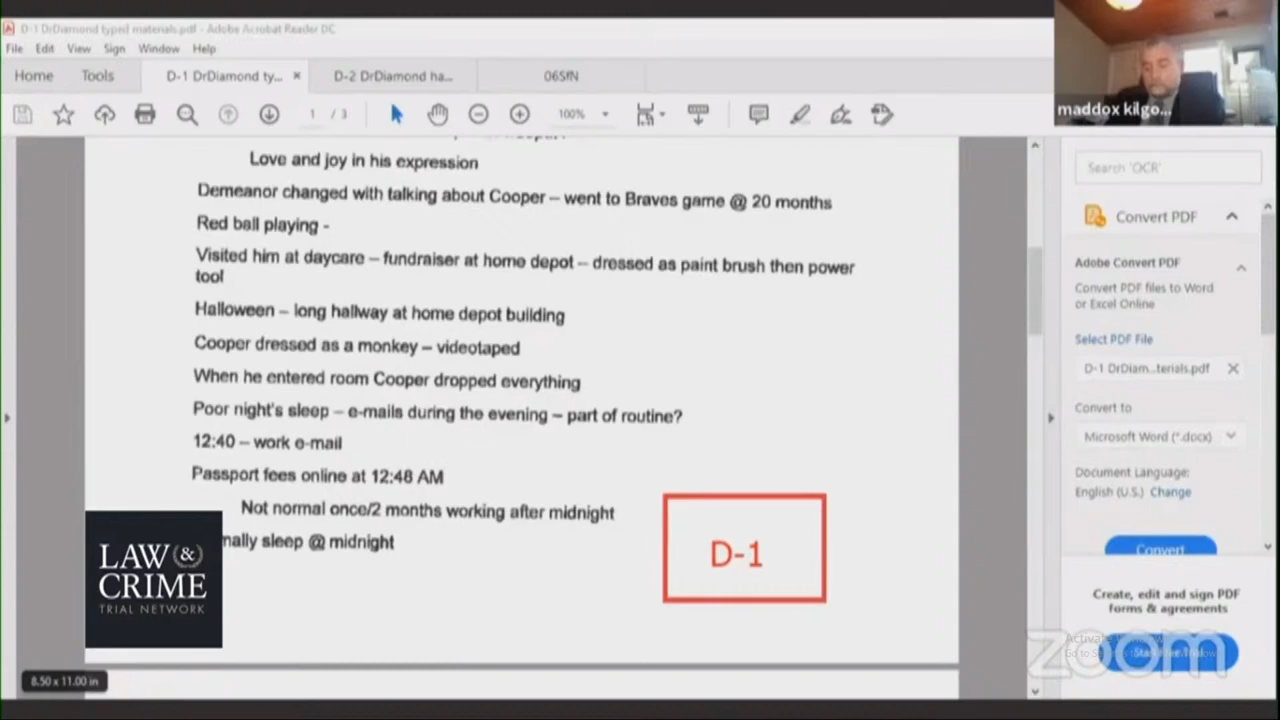 D-1 DrDiamond typed materials.pdf - Adobe Acrobat Reader DC
File Edit View Sign Window Help
Home Tools D-1 DrDiamond ty... × D-2 DrDiamond ha... 06SfN
1 / 3 100%
maddox kilgo...
Love and joy in his expression
Demeanor changed with talking about Cooper – went to Braves game @ 20 months
Red ball playing -
Visited him at daycare – fundraiser at home depot – dressed as paint brush then power
tool
Halloween – long hallway at home depot building
Cooper dressed as a monkey – videotaped
When he entered room Cooper dropped everything
Poor night's sleep – e-mails during the evening – part of routine?
12:40 – work e-mail
Passport fees online at 12:48 AM
Not normal once/2 months working after midnight
nally sleep @ midnight
D-1
LAW &
CRIME
TRIAL NETWORK
8.50 x 11.00 in
Search 'OCR'
Convert PDF
Adobe Convert PDF
Convert PDF files to Word
or Excel Online
Select PDF File
D-1 DrDiam...terials.pdf
Convert to
Microsoft Word (*.docx)
Document Language:
English (U.S.) Change
Convert
Create, edit and sign PDF
forms & agreements
zoom